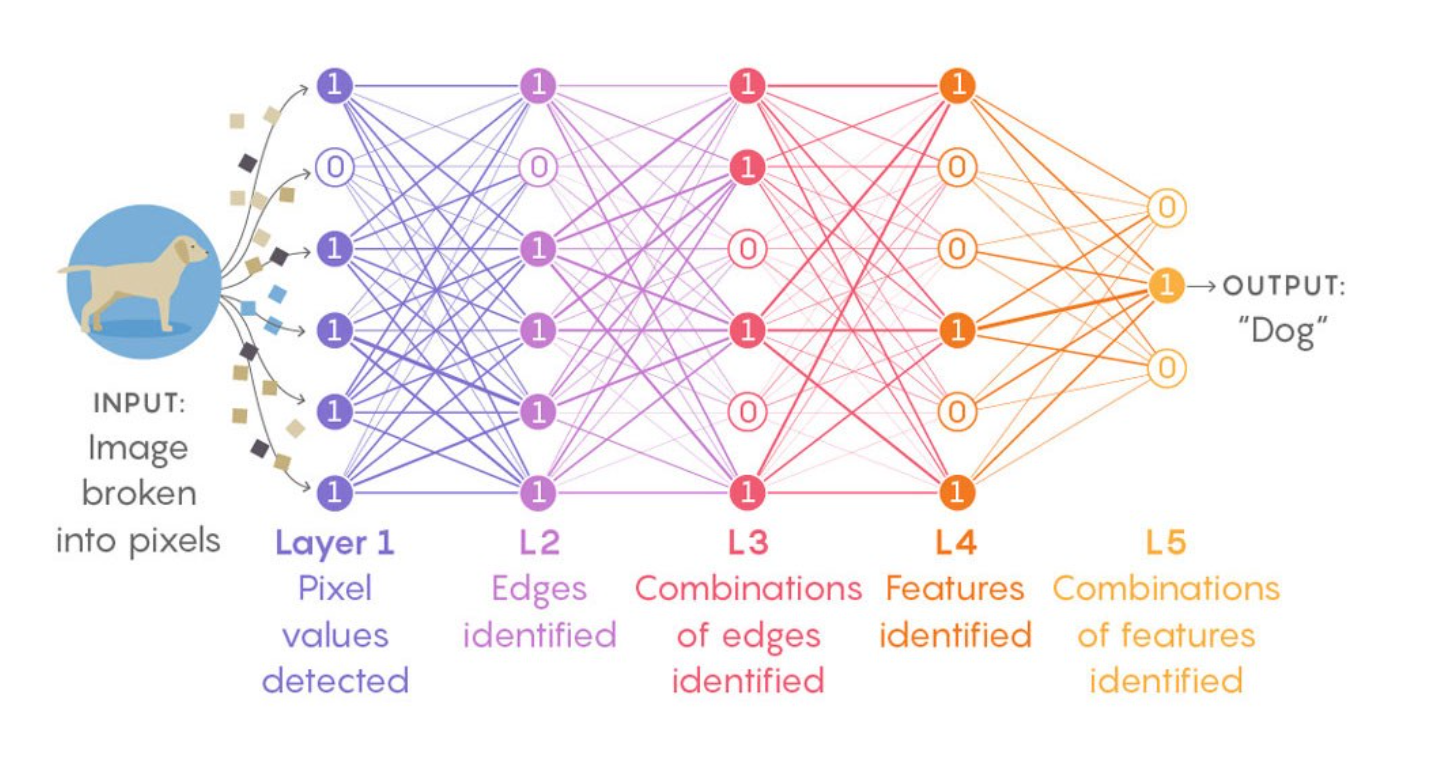 1 1 1 1
0 0 1 0
0
1 1 0 0
1 OUTPUT:
"Dog"
1 1 1 1
0
INPUT:
Image
broken
into pixels
1 1 0 0
1 1 1 1
Layer 1
Pixel
values
detected
L2
Edges
identified
L3
Combinations
of edges
identified
L4
Features
identified
L5
Combinations
of features
identified